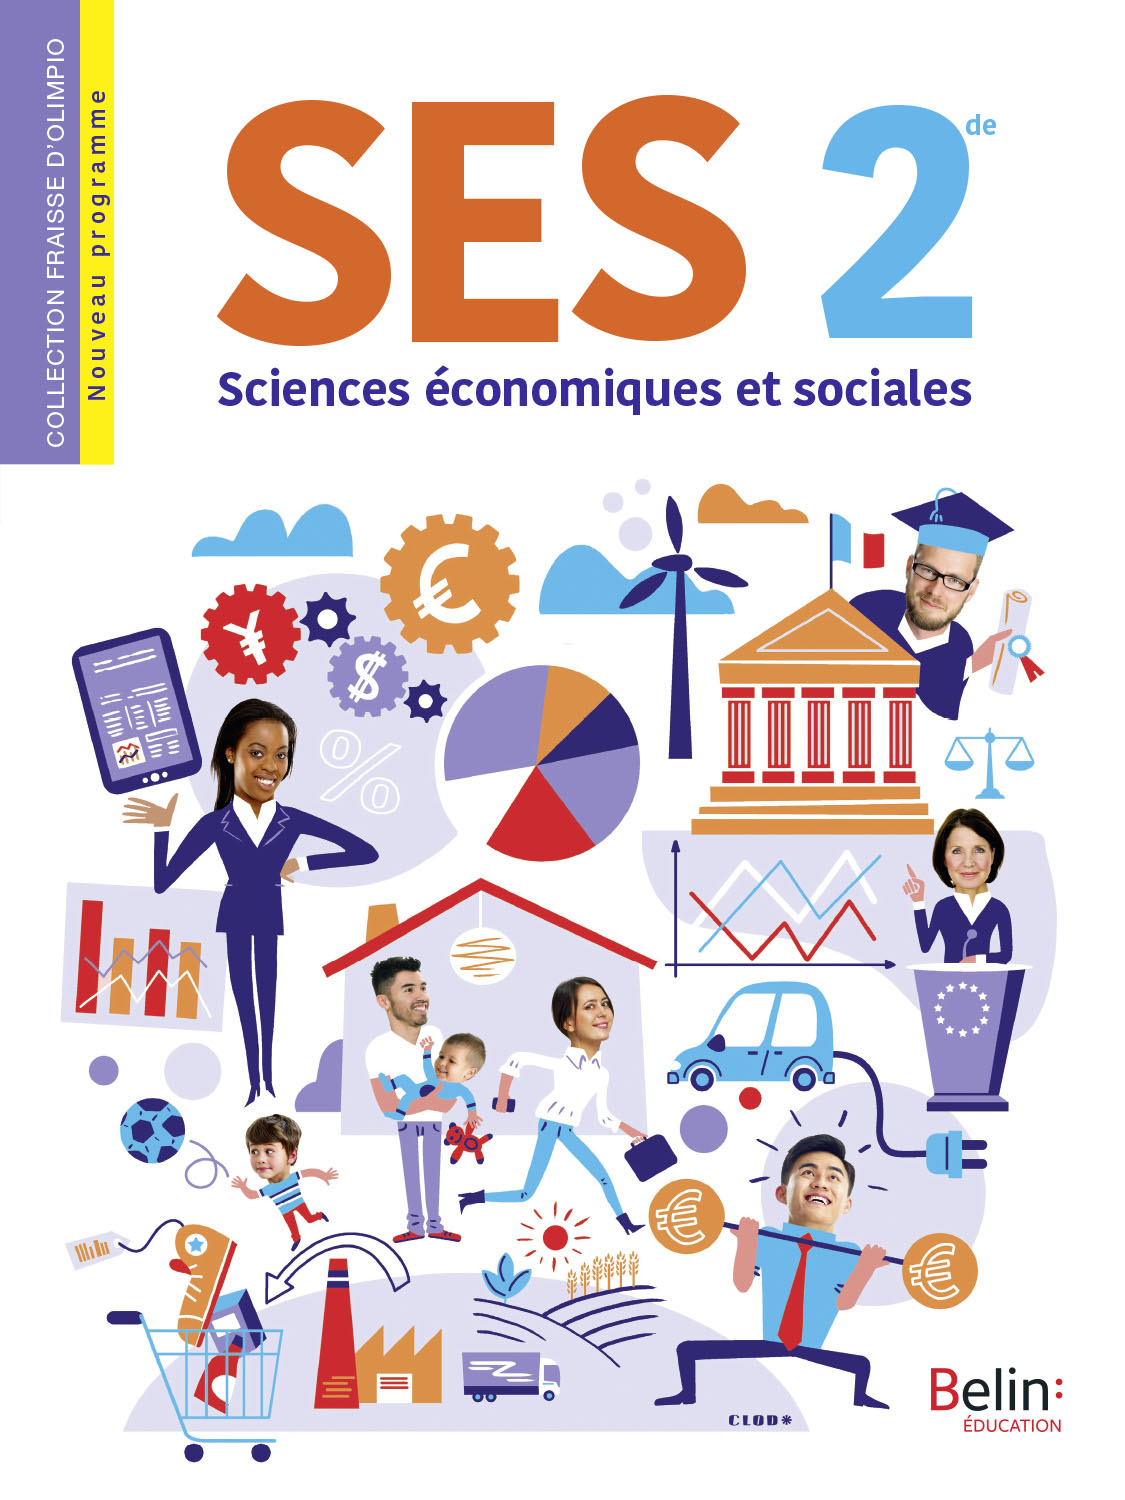 COLLECTION FRAISSE D'OLIMPIO
Nouveau programme
SES 2de
Sciences économiques et sociales
€
¥
$
%
€
€
CLOD*
Belin:
ÉDUCATION